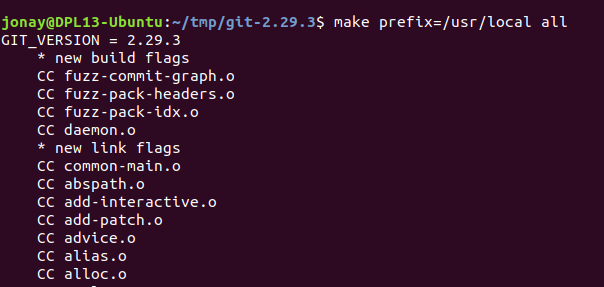 jonay@DPL13-Ubuntu:~/tmp/git-2.29.3$ make prefix=/usr/local all
GIT_VERSION = 2.29.3
    * new build flags
    CC fuzz-commit-graph.o
    CC fuzz-pack-headers.o
    CC fuzz-pack-idx.o
    CC daemon.o
    * new link flags
    CC common-main.o
    CC abspath.o
    CC add-interactive.o
    CC add-patch.o
    CC advice.o
    CC alias.o
    CC alloc.o